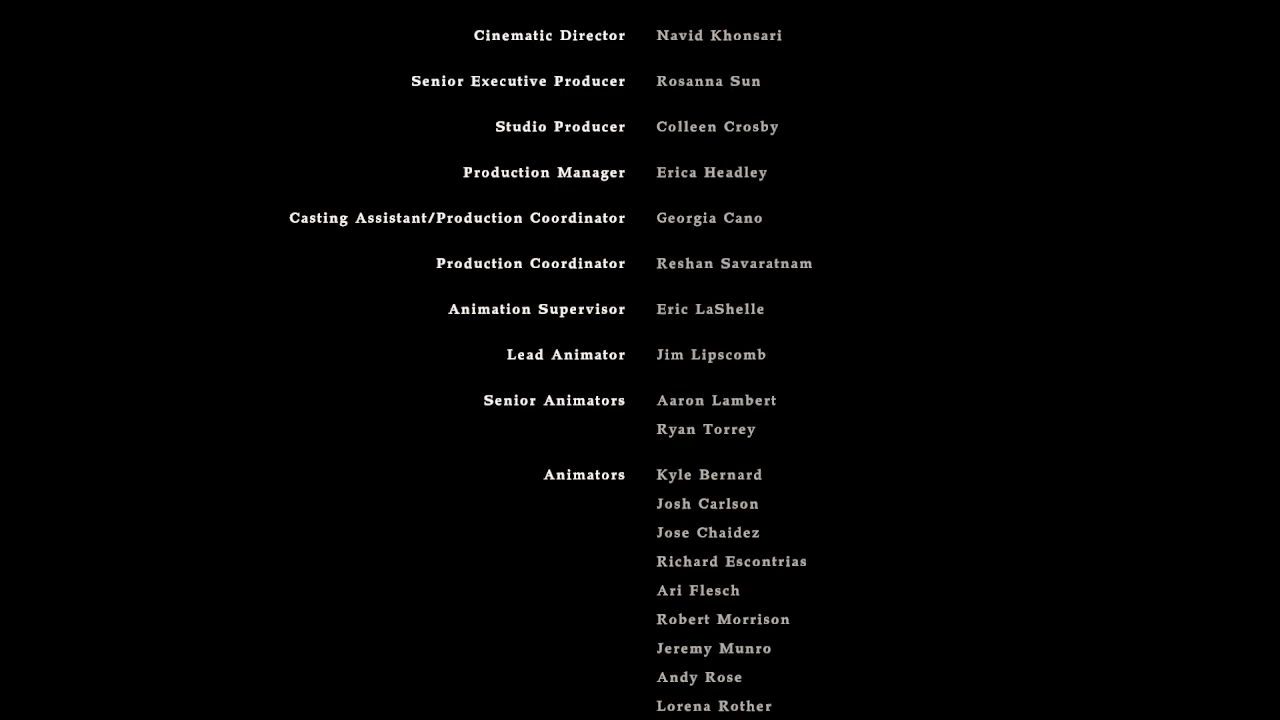 Cinematic Director Navid Khonsari
Senior Executive Producer Rosanna Sun
Studio Producer Colleen Crosby
Production Manager Erica Headley
Casting Assistant/Production Coordinator Georgia Cano
Production Coordinator Reshan Savaratnam
Animation Supervisor Eric LaShelle
Lead Animator Jim Lipscomb
Senior Animators Aaron Lambert
Ryan Torrey
Animators Kyle Bernard
Josh Carlson
Jose Chaidez
Richard Escontrias
Ari Flesch
Robert Morrison
Jeremy Munro
Andy Rose
Lorena Rother